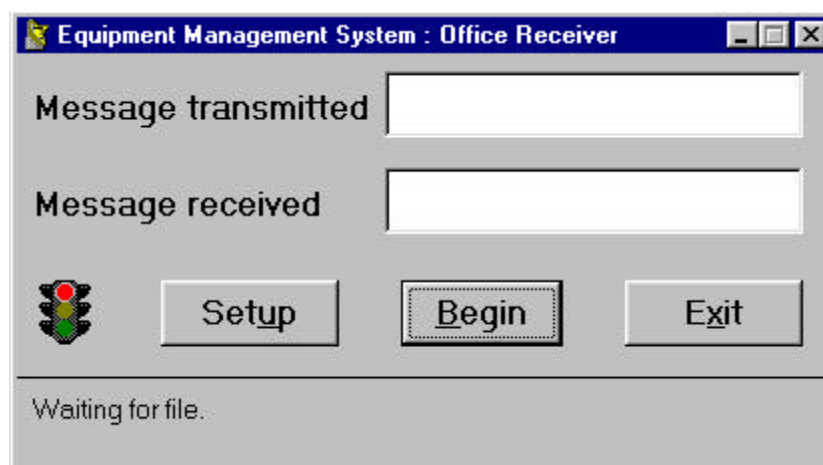 Equipment Management System : Office Receiver
Message transmitted
Message received
Setup Begin Exit
Waiting for file.